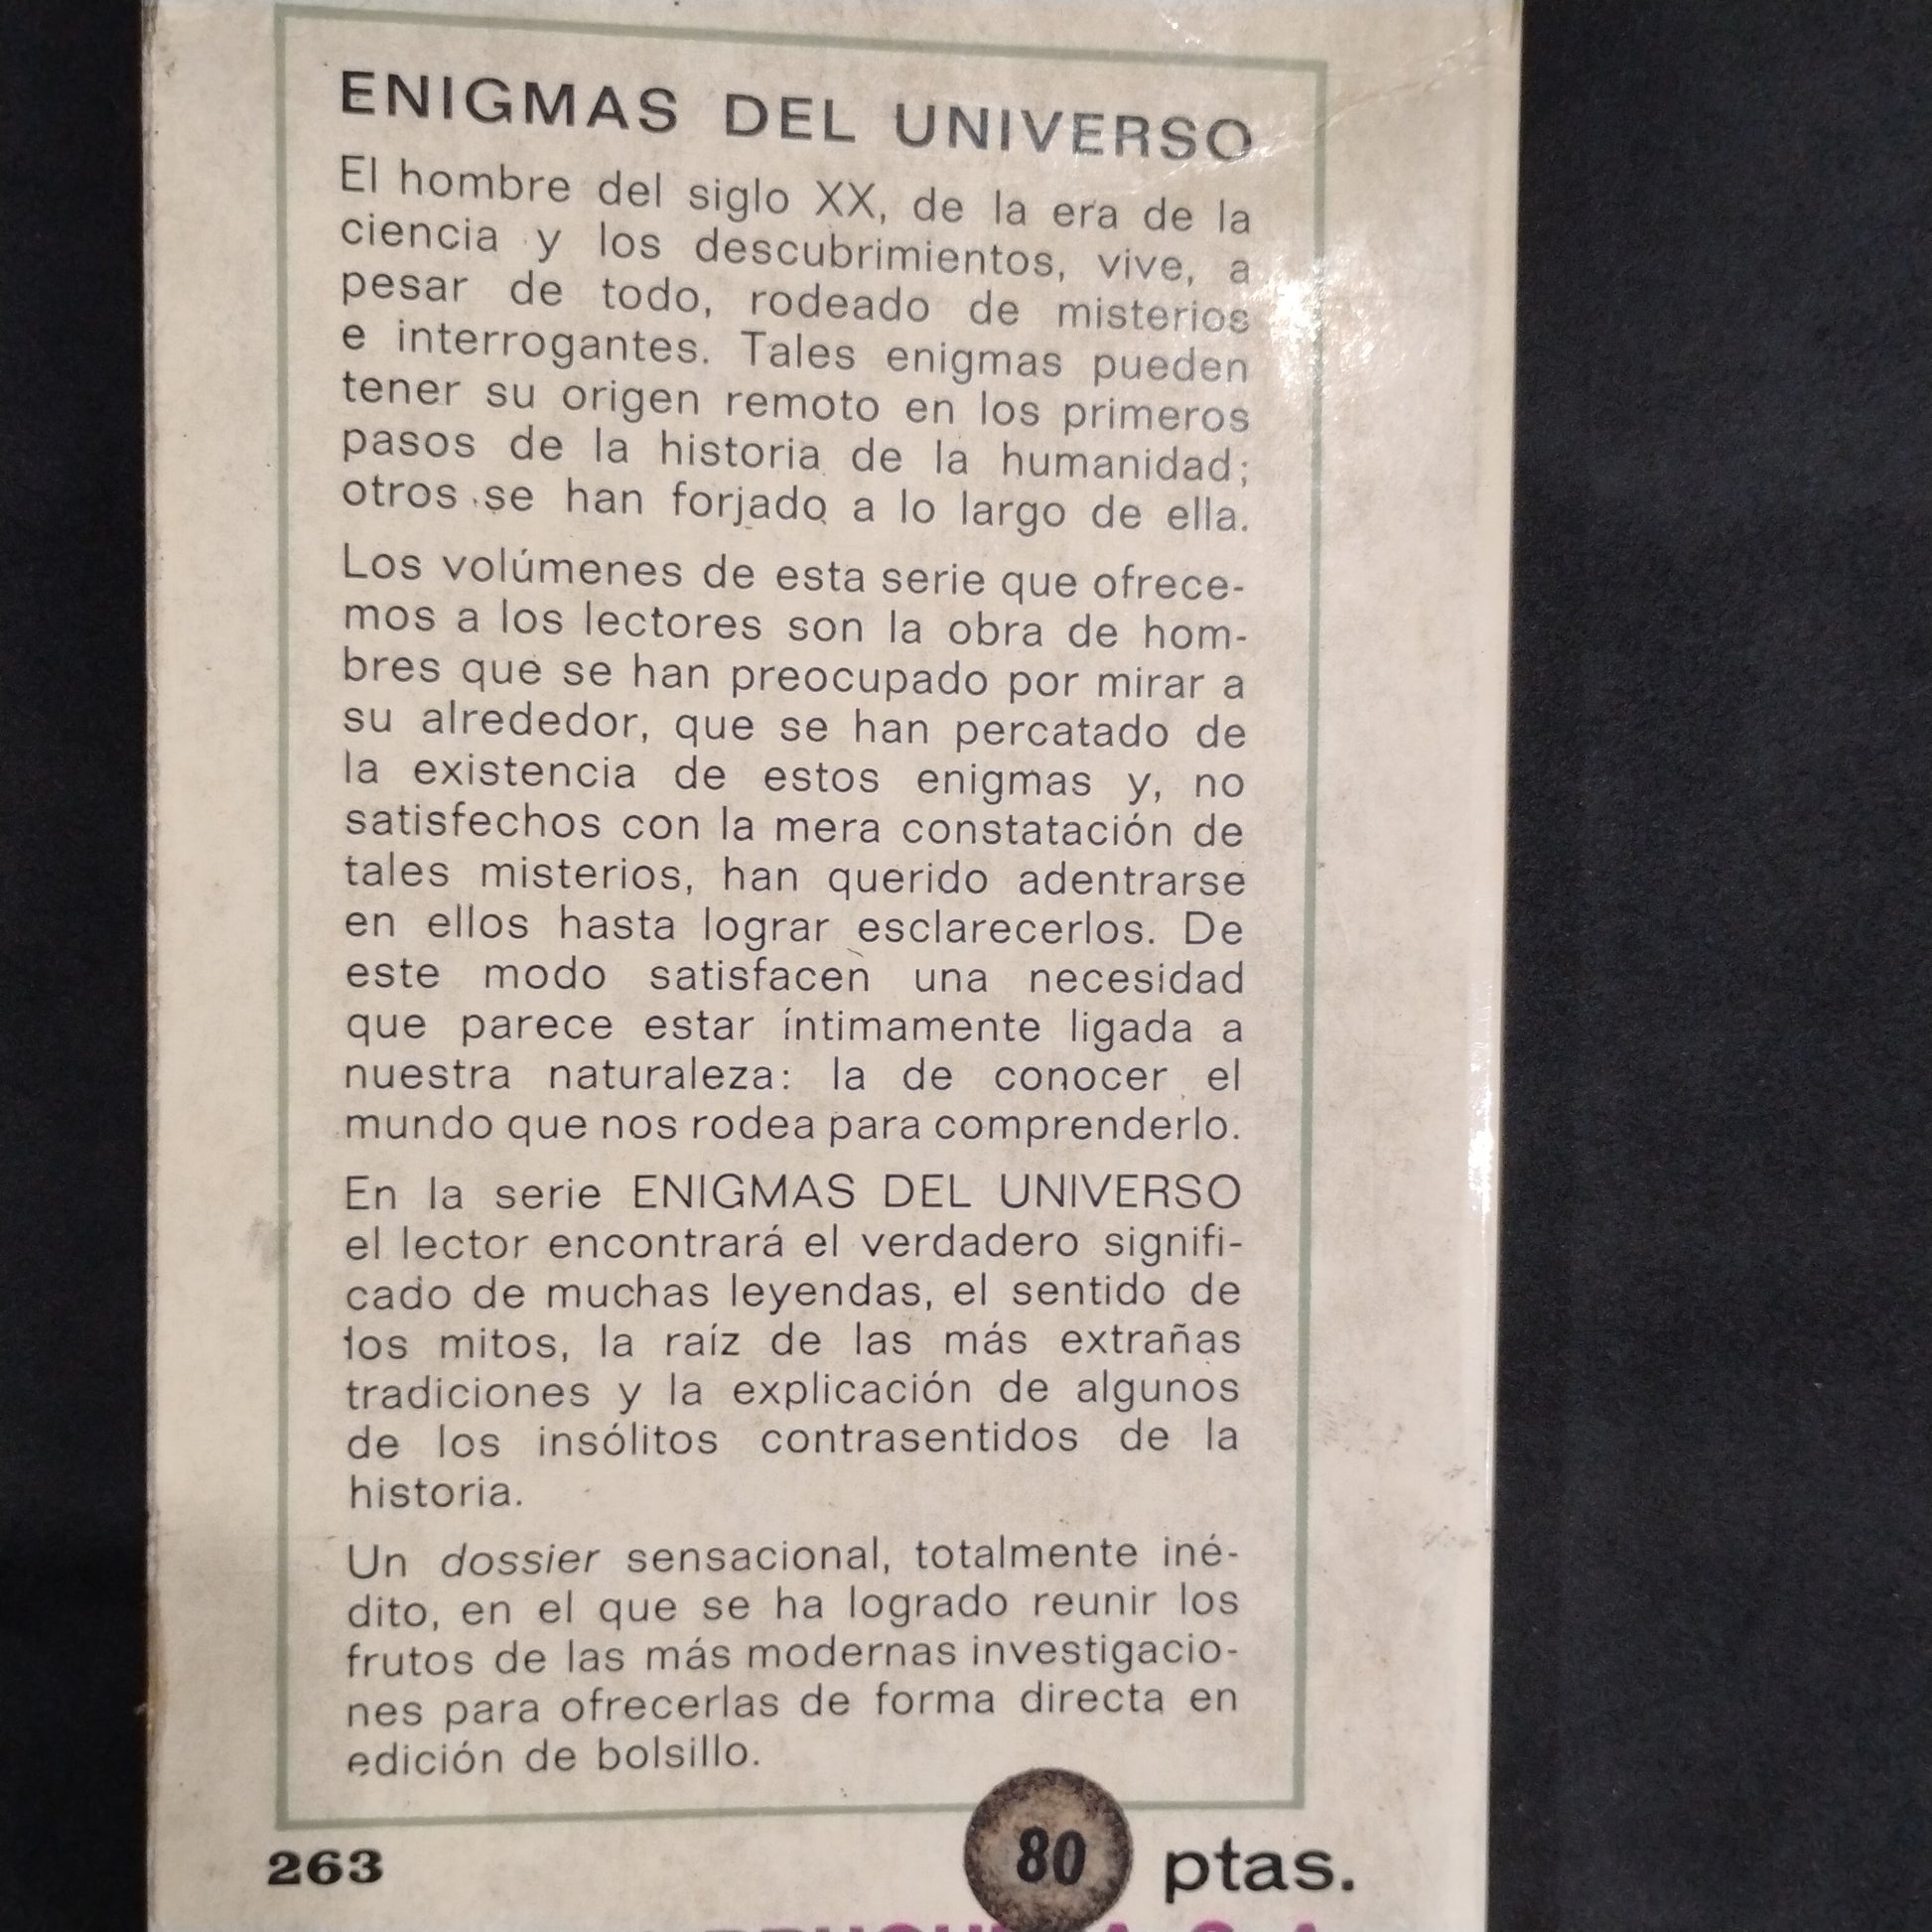 ENIGMAS DEL UNIVERSO
El hombre del siglo XX, de la era de la
ciencia y los descubrimientos, vive, a
pesar de todo, rodeado de misterios
e interrogantes. Tales enigmas pueden
tener su origen remoto en los primeros
pasos de la historia de la humanidad;
otros se han forjado a lo largo de ella.
Los volúmenes de esta serie que ofrece-
mos a los lectores son la obra de hom-
bres que se han preocupado por mirar a
su alrededor, que se han percatado de
la existencia de estos enigmas y, no
satisfechos con la mera constatación de
tales misterios, han querido adentrarse
en ellos hasta lograr esclarecerlos. De
este modo satisfacen una necesidad
que parece estar íntimamente ligada a
nuestra naturaleza: la de conocer el
mundo que nos rodea para comprenderlo.
En la serie ENIGMAS DEL UNIVERSO
el lector encontrará el verdadero signifi-
cado de muchas leyendas, el sentido de
los mitos, la raíz de las más extrañas
tradiciones y la explicación de algunos
de los insólitos contrasentidos de la
historia.
Un dossier sensacional, totalmente iné-
dito, en el que se ha logrado reunir los
frutos de las más modernas investigacio-
nes para ofrecerlas de forma directa en
edición de bolsillo.
263
80 ptas.